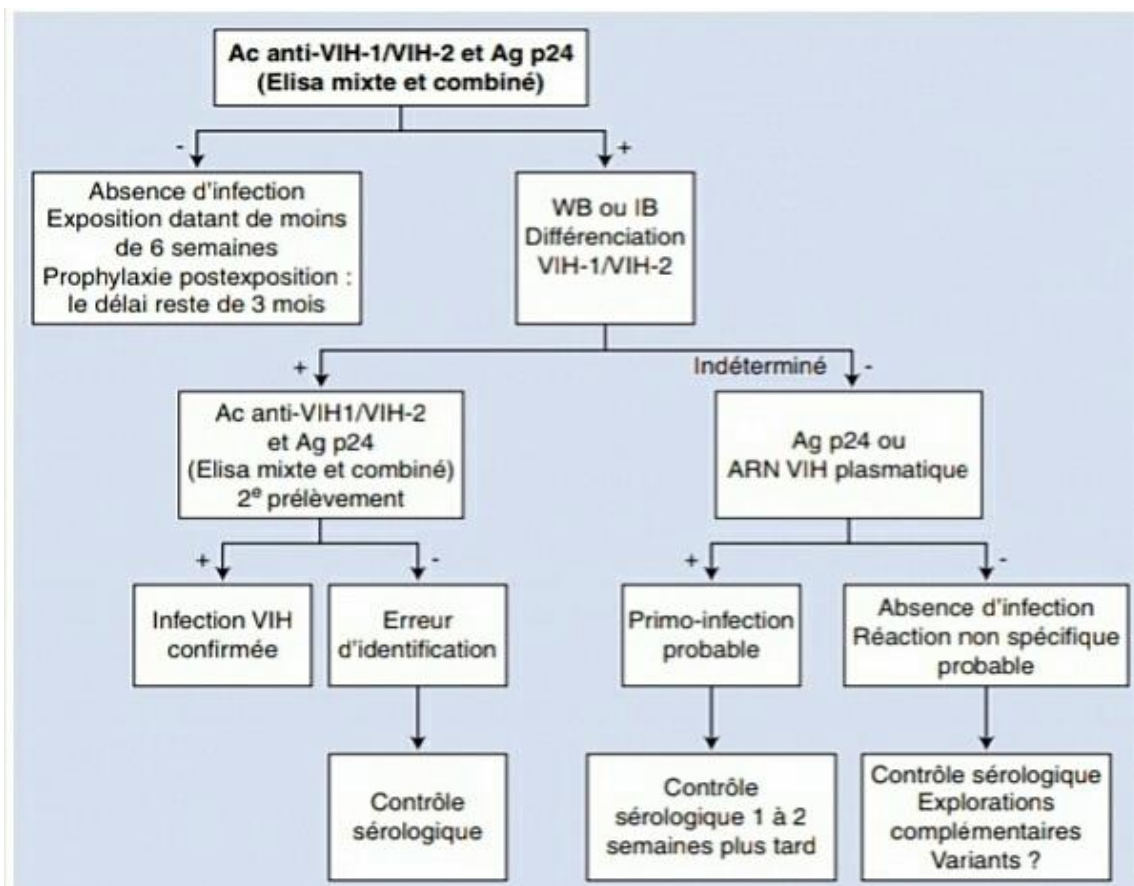 Ac anti-VIH-1/VIH-2 et Ag p24
(Elisa mixte et combiné)
-
+
Absence d'infection
Exposition datant de moins
de 6 semaines
Prophylaxie postexposition :
le délai reste de 3 mois
WB ou IB
Différenciation
VIH-1/VIH-2
+
Indéterminé
-
Ac anti-VIH1/VIH-2
et Ag p24
(Elisa mixte et combiné)
2e prélèvement
Ag p24 ou
ARN VIH plasmatique
+
-
+
-
Infection VIH
confirmée
Erreur
d'identification
Primo-infection
probable
Absence d'infection
Réaction non spécifique
probable
Contrôle
sérologique
Contrôle
sérologique 1 à 2
semaines plus tard
Contrôle sérologique
Explorations
complémentaires
Variants ?